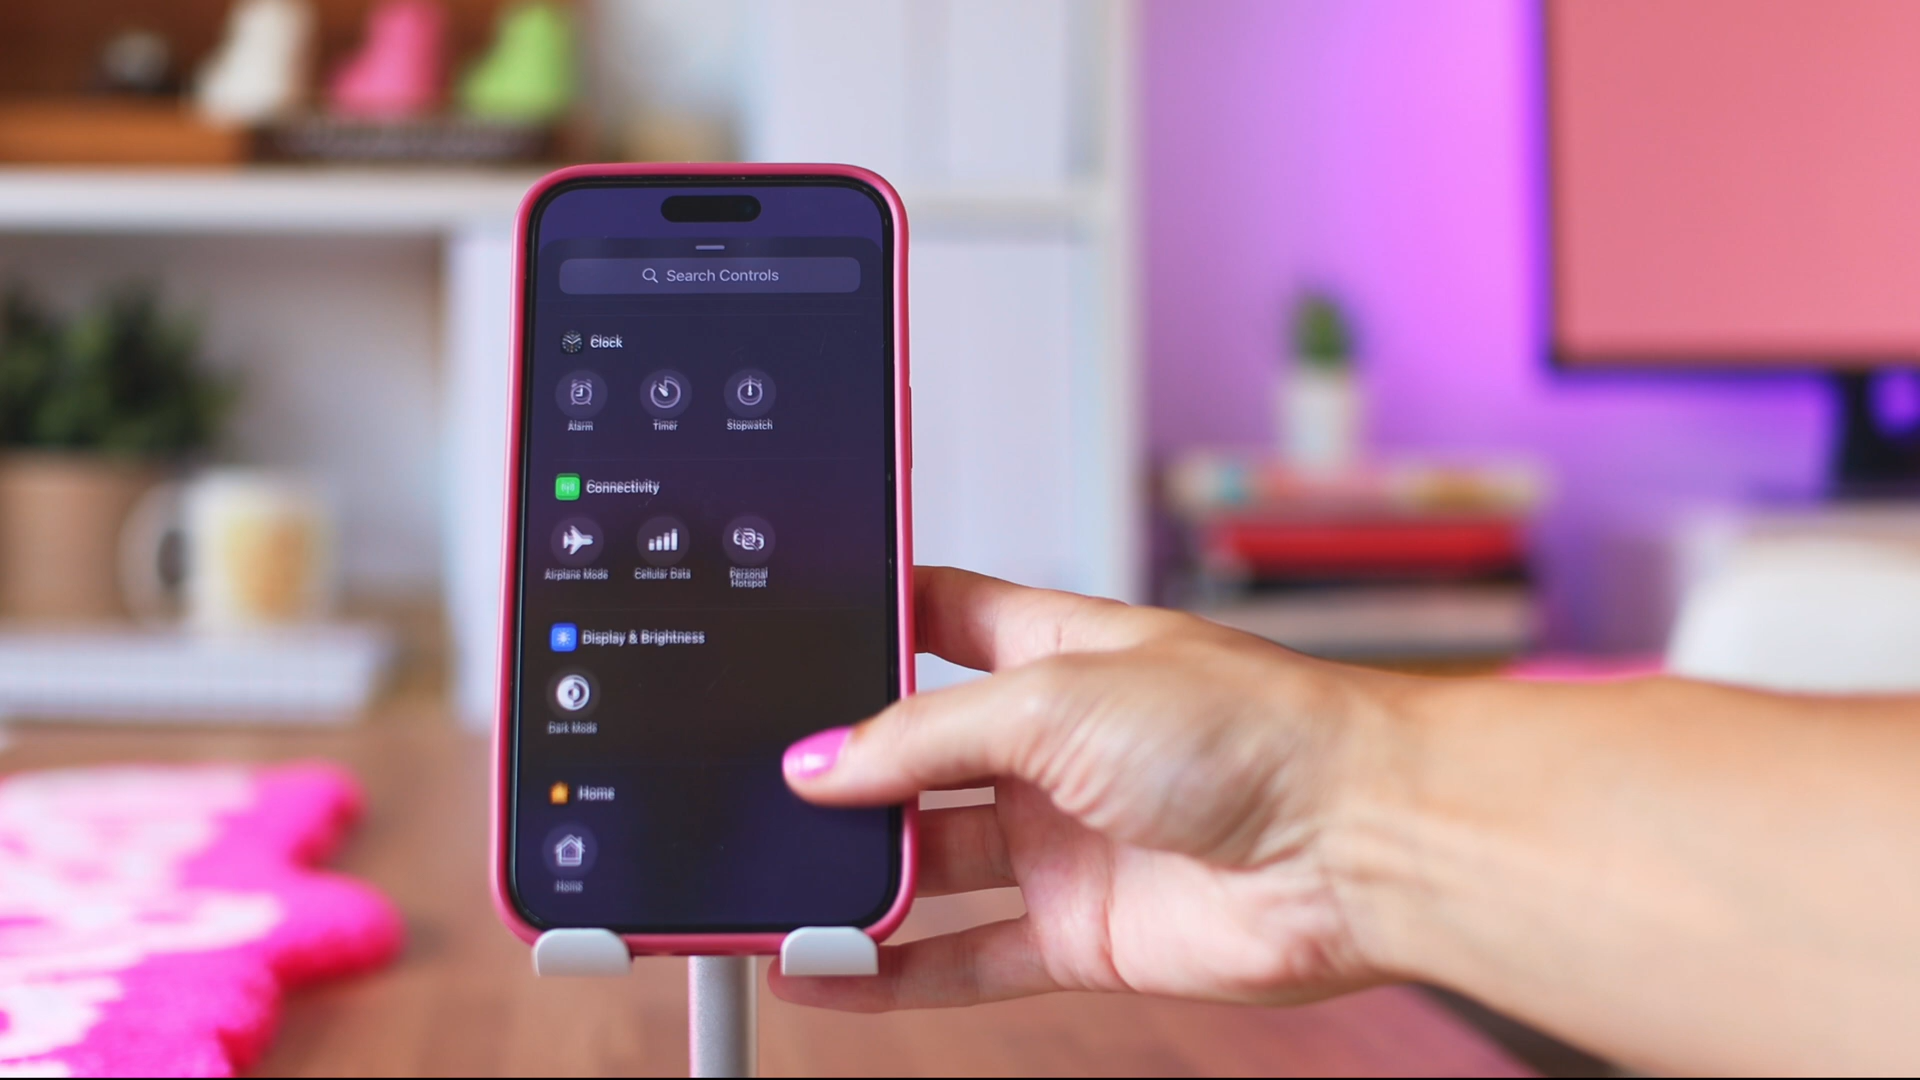 Search Controls
Clock
Alarm
Timer
Stopwatch
Connectivity
Airplane Mode
Cellular Data
Personal
Hotspot
Display & Brightness
Dark Mode
Home
Home